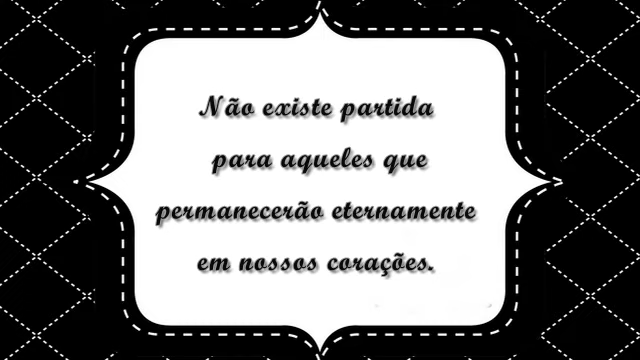 Não existe partida
para aqueles que
permanecerão eternamente
em nossos corações.